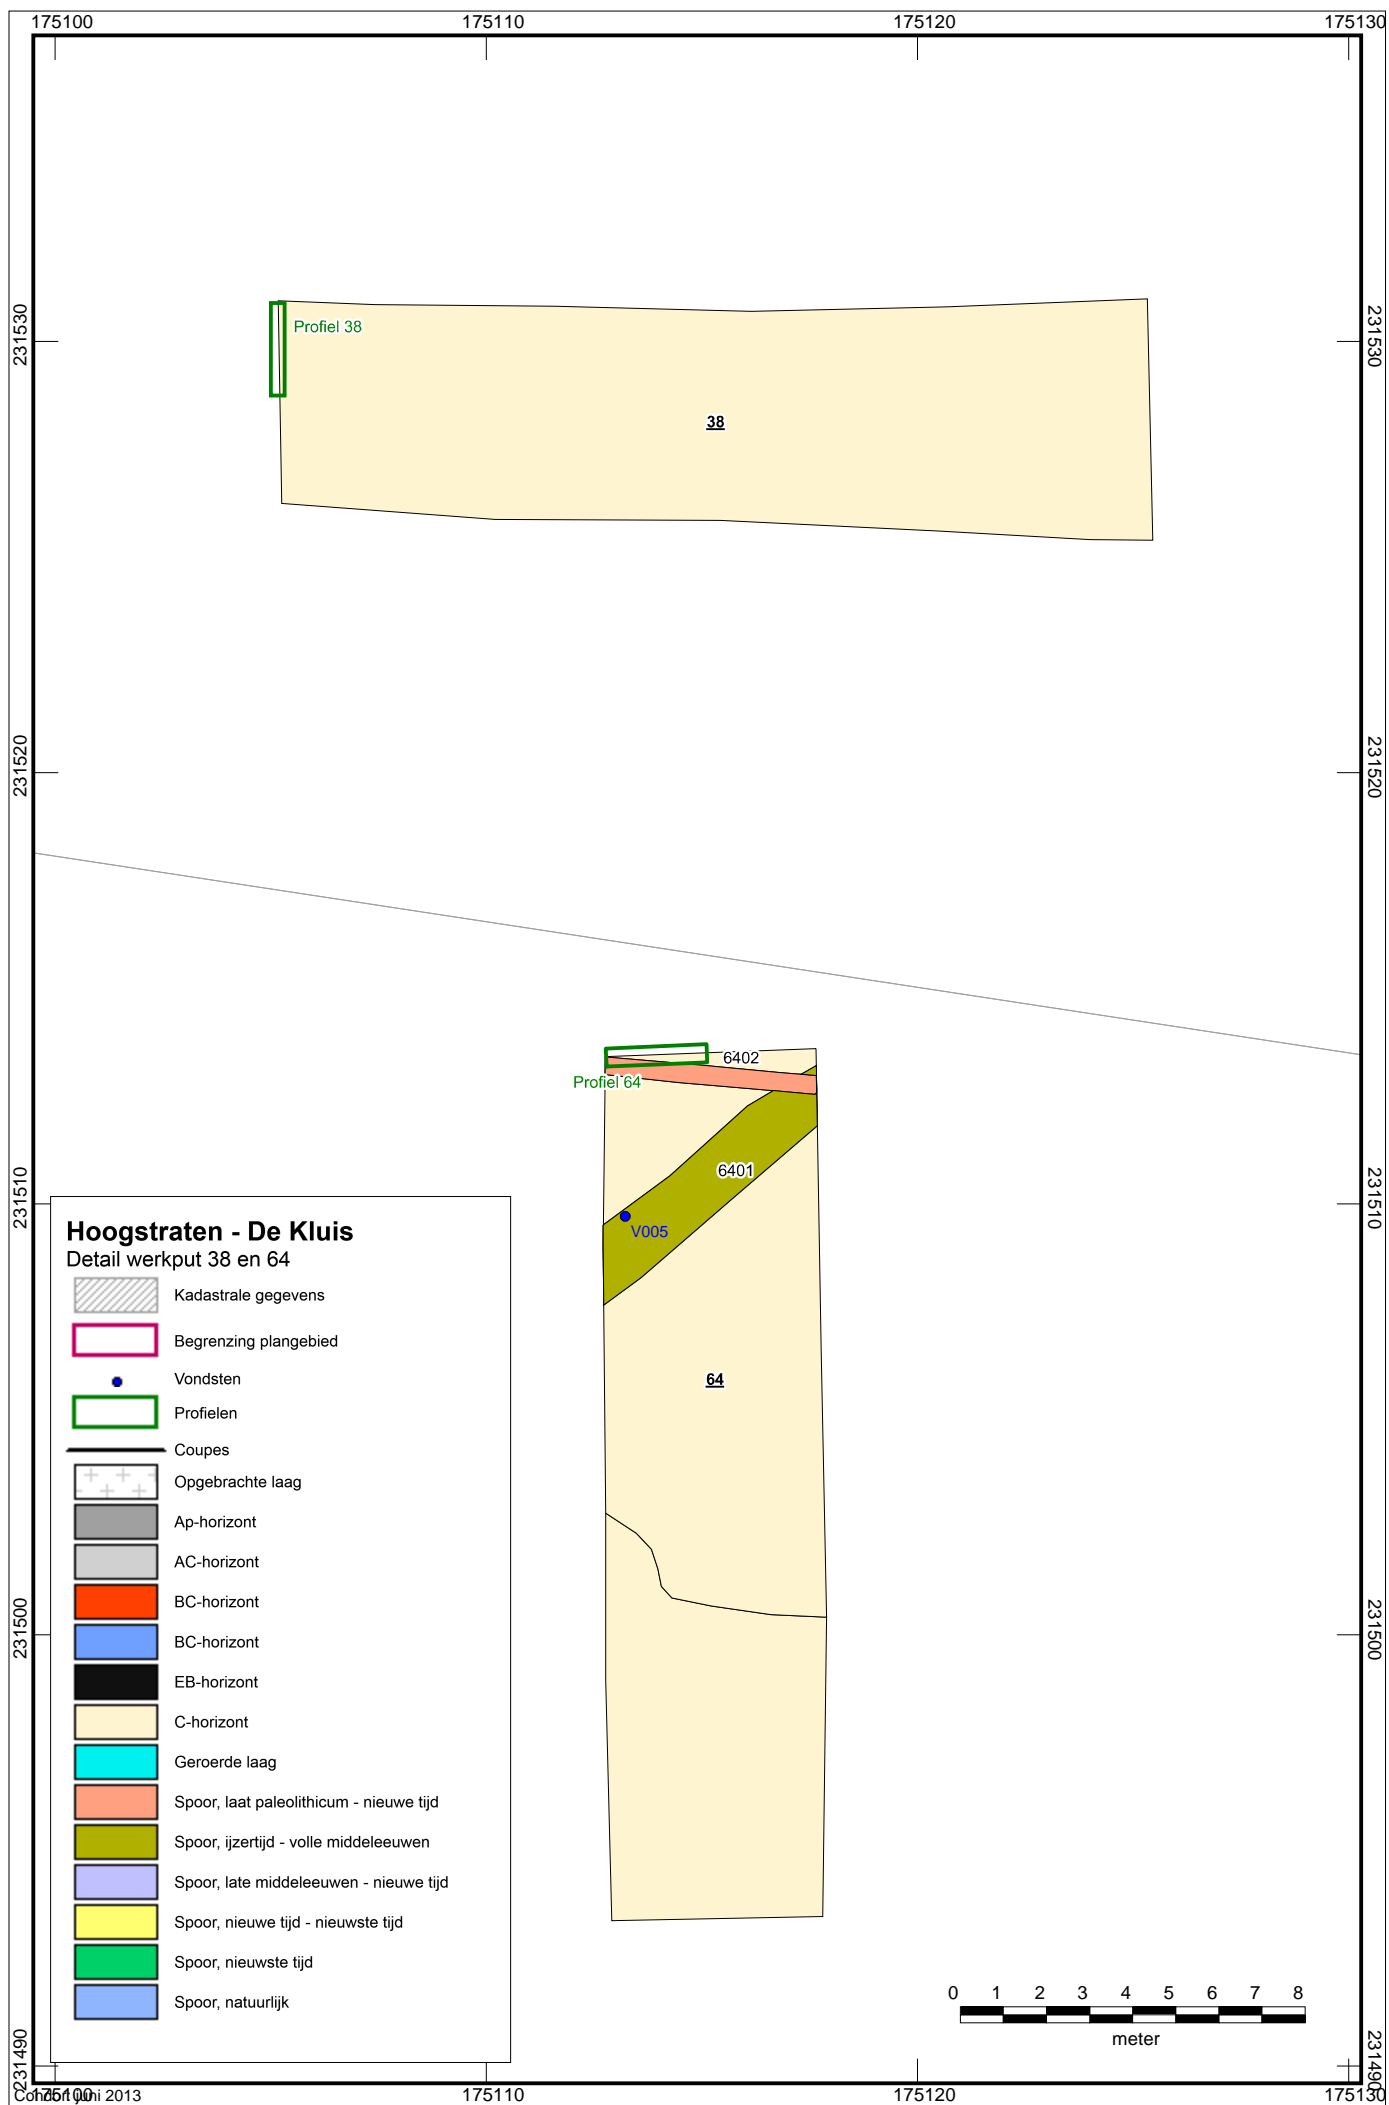 175100 175110 175120 175130
231530 231530
Profiel 38
38
231520 231520
6402
Profiel 64
6401
V005
231510 231510
64
231500 231500
Hoogstraten - De Kluis
Detail werkput 38 en 64
Kadastrale gegevens
Begrenzing plangebied
Vondsten
Profielen
Coupes
Opgebrachte laag
Ap-horizont
AC-horizont
BC-horizont
BC-horizont
EB-horizont
C-horizont
Geroerde laag
Spoor, laat paleolithicum - nieuwe tijd
Spoor, ijzertijd - volle middeleeuwen
Spoor, late middeleeuwen - nieuwe tijd
Spoor, nieuwe tijd - nieuwste tijd
Spoor, nieuwste tijd
Spoor, natuurlijk
0 1 2 3 4 5 6 7 8
meter
231490 231490
175100 175110 175120 175130
juni 2013